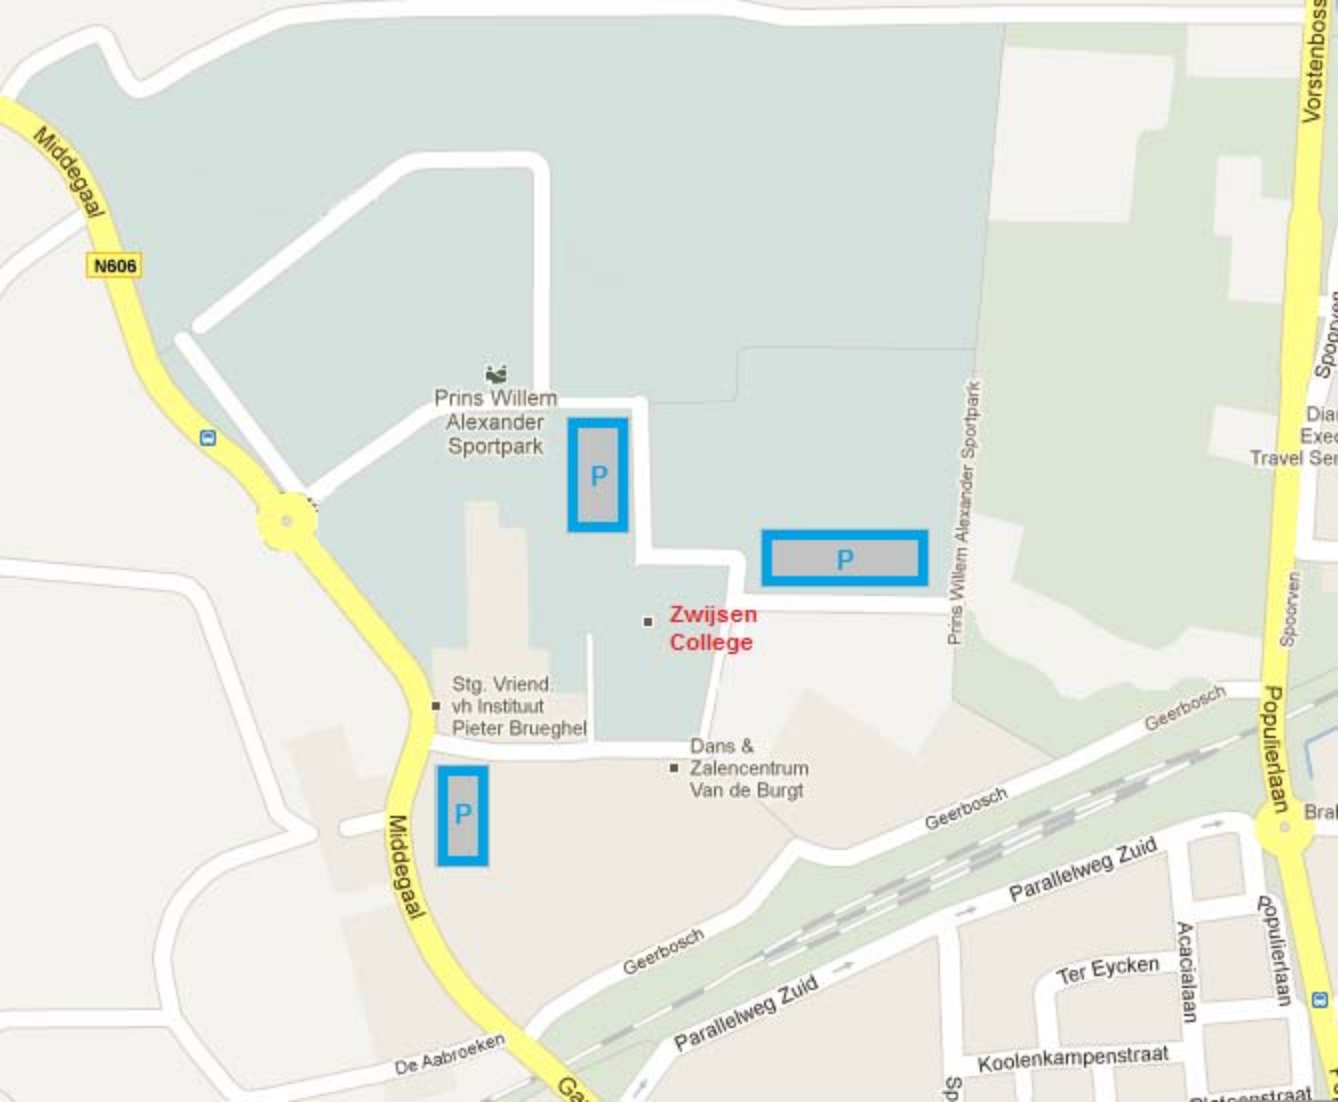 Vorstenboss
Middegaal
N606
Spoorven
Prins Willem
Alexander
Sportpark
Prins Willem Alexander Sportpark
Travel Ser
P
P
Zwijsen
College
Spoorven
Stg. Vriend.
vh Instituut
Pieter Brueghel
Geerbosch
Populierlaan
Dans &
Zalencentrum
Van de Burgt
P
Geerbosch
Middegaal
Parallelweg Zuid
Geerbosch
Populierlaan
Acacialaan
Ter Eycken
Parallelweg Zuid
De Aabroeken
Koolenkampenstraat